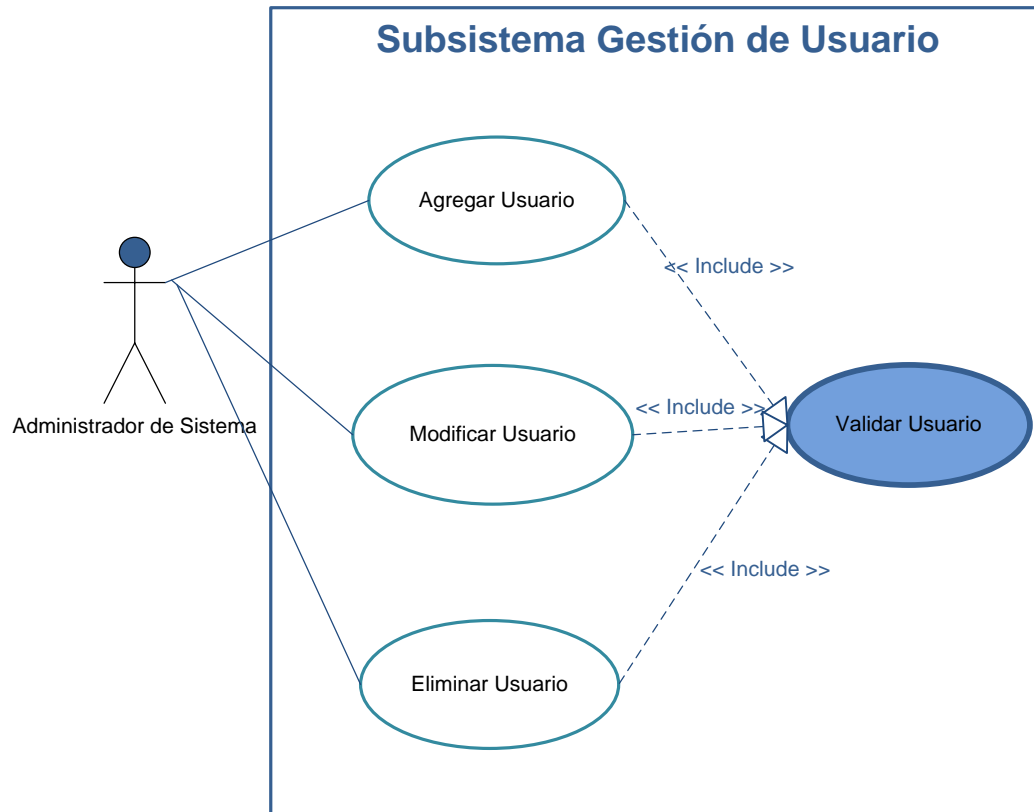 Subsistema Gestión de Usuario
Agregar Usuario
<< Include >>
Administrador de Sistema
Modificar Usuario
<< Include >>
Validar Usuario
<< Include >>
Eliminar Usuario